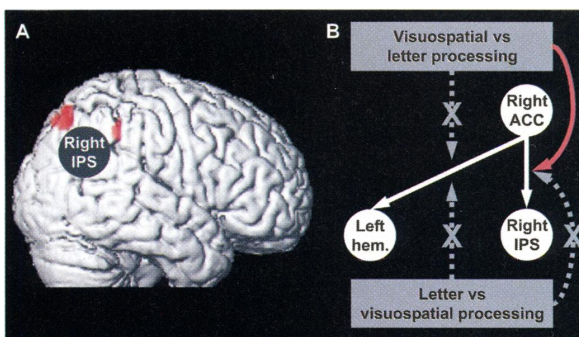 A
Right
IPS
B
Visuospatial vs
letter processing
X
Right
ACC
Left
hem.
X
Right
IPS
X
Letter vs
visuospatial processing